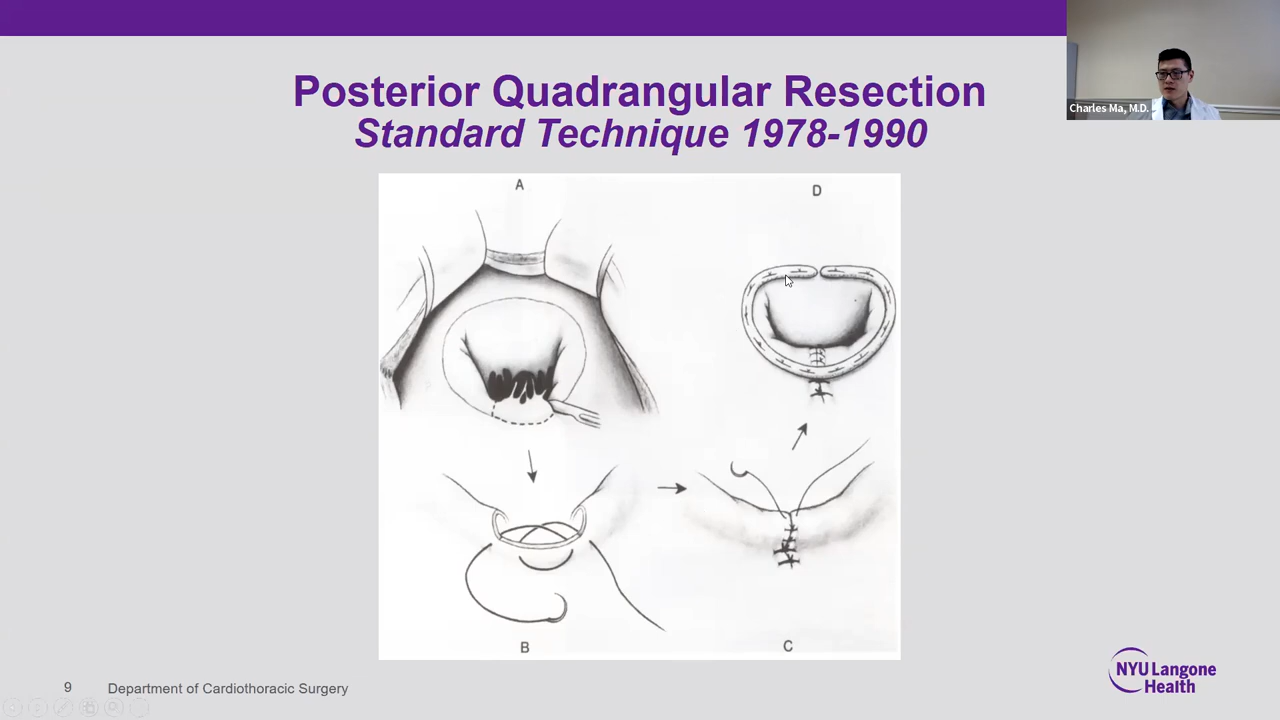 Posterior Quadrangular Resection
Standard Technique 1978-1990
Charles Ma, M.D.
A
D
B
C
9
Department of Cardiothoracic Surgery
NYU Langone
Health